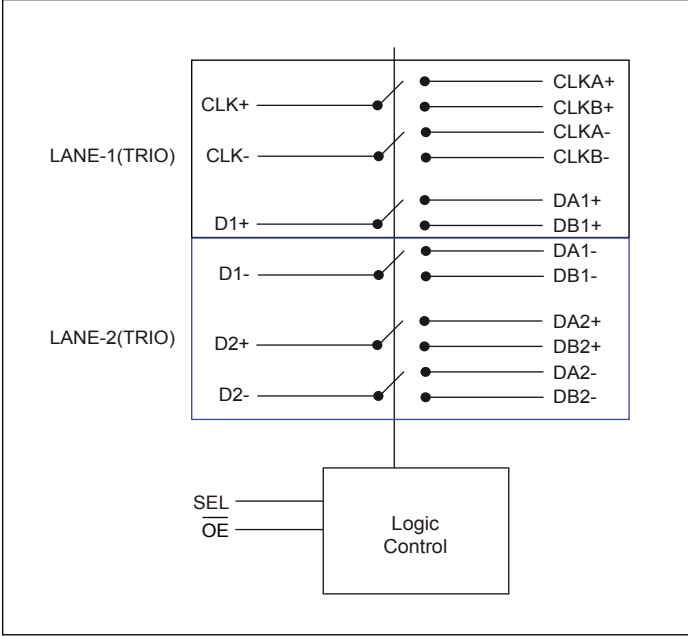 CLK+
CLKA+
CLKB+
LANE-1(TRIO)
CLK-
CLKA-
CLKB-
D1+
DA1+
DB1+
D1-
DA1-
DB1-
LANE-2(TRIO)
D2+
DA2+
DB2+
D2-
DA2-
DB2-
SEL
OE
Logic
Control